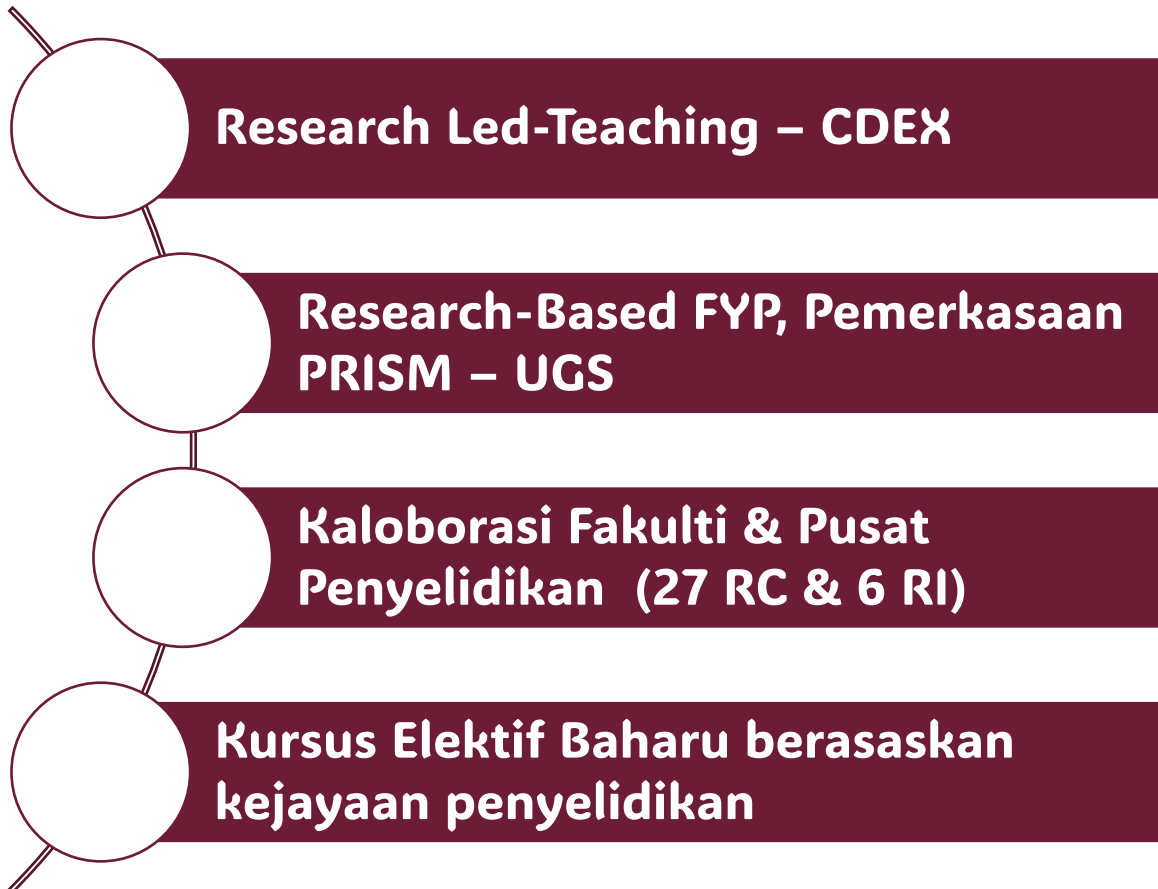 Research Led-Teaching – CDEX
Research-Based FYP, Pemerkasaan
PRISM – UGS
Kaloborasi Fakulti & Pusat
Penyelidikan (27 RC & 6 RI)
Kursus Elektif Baharu berasaskan
kejayaan penyelidikan